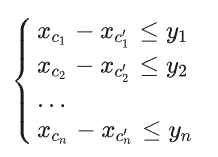 x_{c_1} − x_{c'_1} ≤ y_1
x_{c_2} − x_{c'_2} ≤ y_2
...
x_{c_n} − x_{c'_n} ≤ y_n